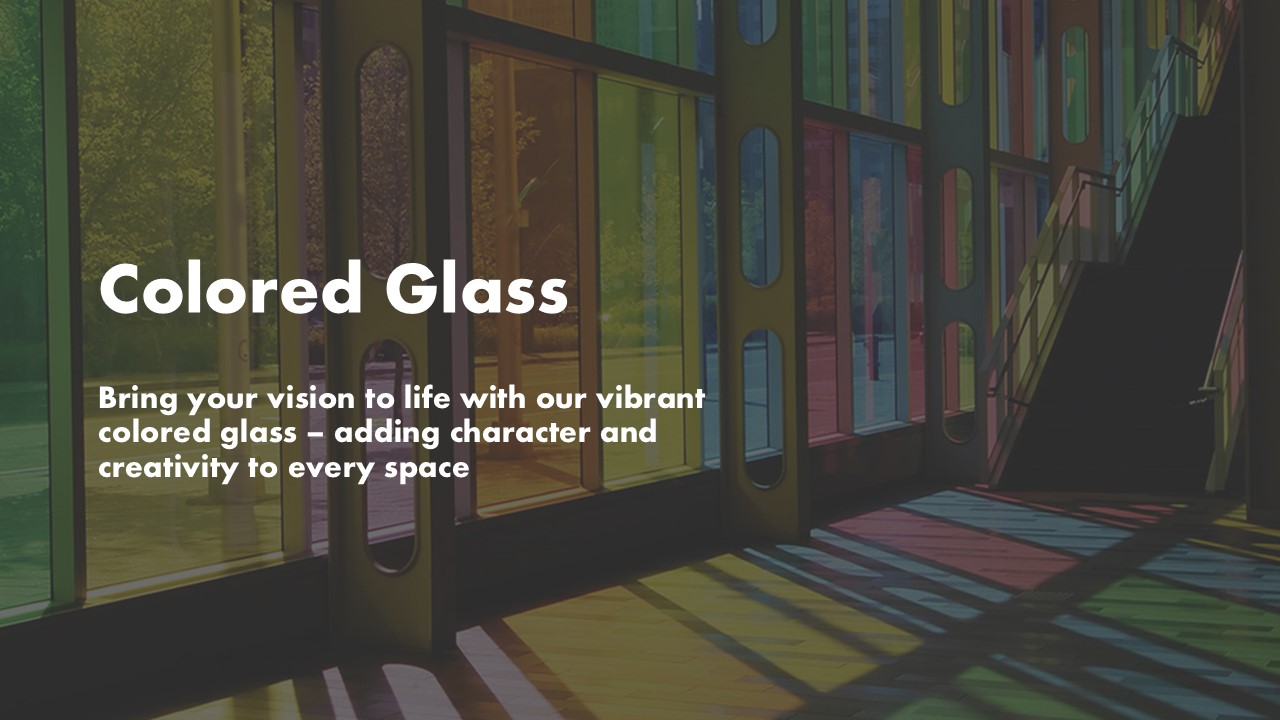 Colored Glass
Bring your vision to life with our vibrant
colored glass – adding character and
creativity to every space